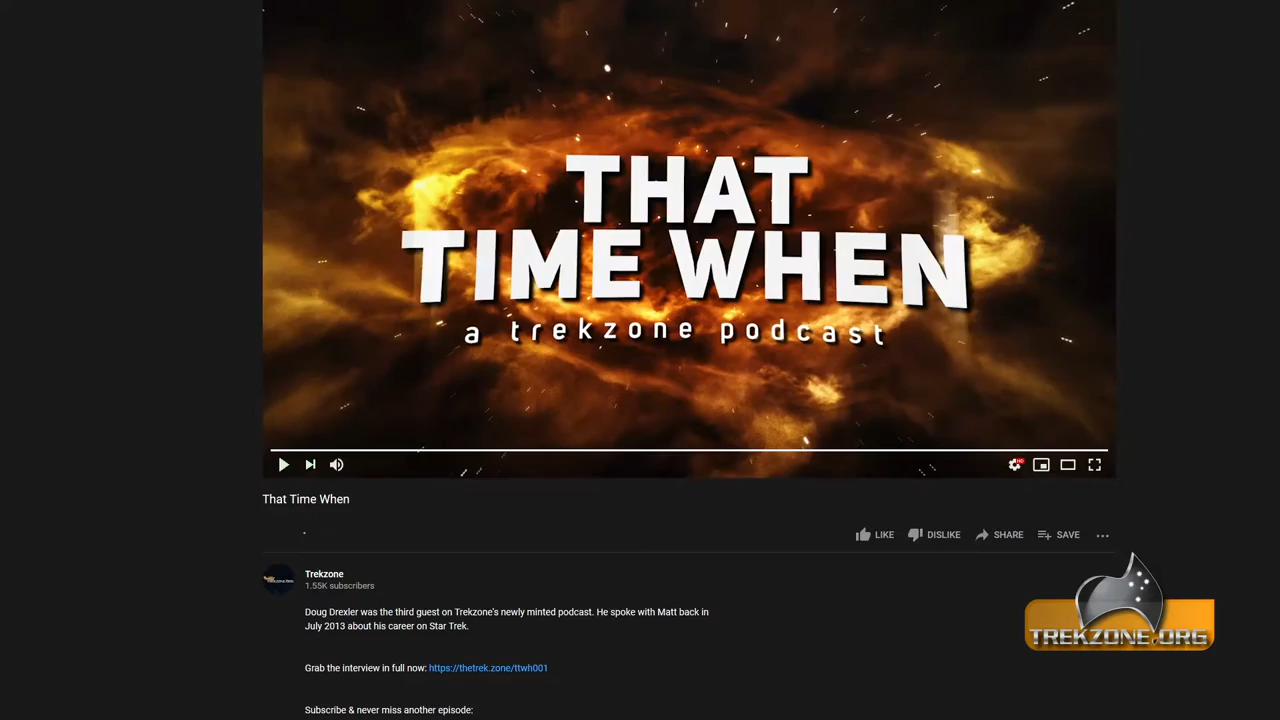 THAT
TIME WHEN
a trekzone podcast
HD
That Time When
LIKE
DISLIKE
SHARE
SAVE
Trekzone
1.55K subscribers
Doug Drexler was the third guest on Trekzone's newly minted podcast. He spoke with Matt back in
July 2013 about his career on Star Trek.
Grab the interview in full now: https://thetrek.zone/ttwh001
Subscribe & never miss another episode:
TREKZONE.ORG